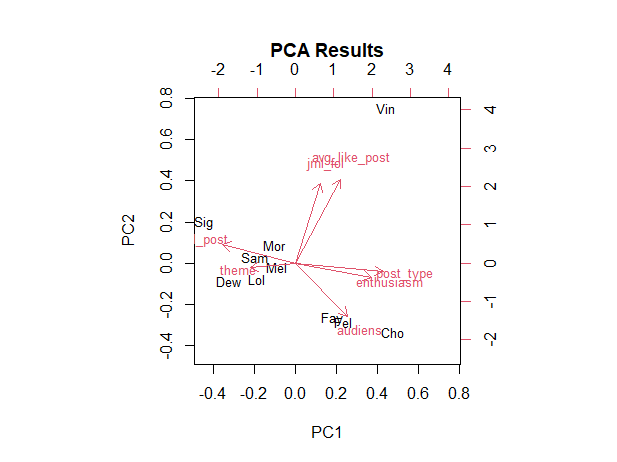 PCA Results
-2 -1 0 1 2 3 4
Vin
avg_like_post
jml_fol
Sig
l_post
Mor
Sam
theme
Mel
Dew
Lol
post_type
enthusiasm
Fay
Pel
audiens
Cho
0.8
0.6
0.4
0.2
0.0
-0.2
-0.4
PC2
4
3
2
1
0
-1
-2
-0.4 -0.2 0.0 0.2 0.4 0.6 0.8
PC1